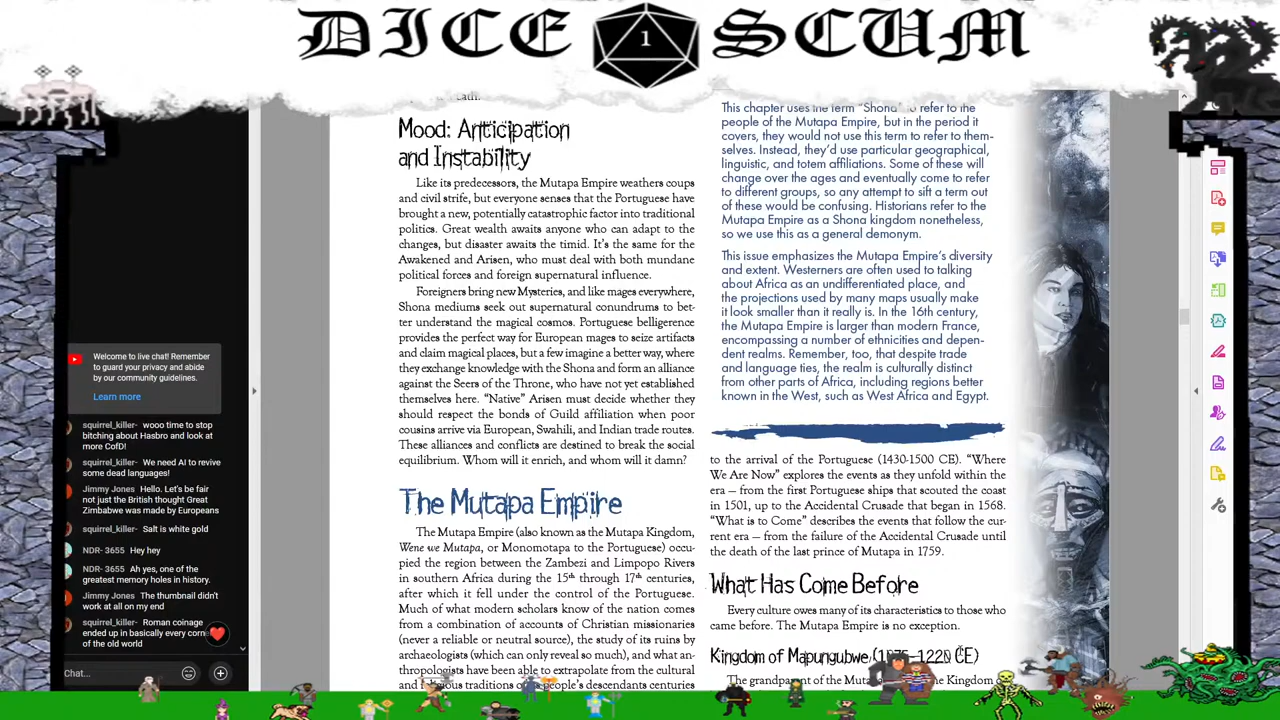 DICE SCUM
1
Mood: Anticipation
and Instability
Like its predecessors, the Mutapa Empire weathers coups
and civil strife, but everyone senses that the Portuguese have
brought a new, potentially catastrophic factor into traditional
politics. Great wealth awaits anyone who can adapt to the
changes, but disaster awaits the timid. It's the same for the
Awakened and Arisen, who must deal with both mundane
political forces and foreign supernatural influence.
Foreigners bring new Mysteries, and like mages everywhere,
Shona mediums seek out supernatural conundrums to bet-
ter understand the magical cosmos. Portuguese belligerence
provides the perfect way for European mages to seize artifacts
and claim magical places, but a few imagine a better way, where
they exchange knowledge with the Shona and form an alliance
against the Seers of the Throne, who have not yet established
themselves here. "Native" Arisen must decide whether they
should respect the bonds of Guild affiliation when poor
cousins arrive via European, Swahili, and Indian trade routes.
These alliances and conflicts are destined to break the social
equilibrium. Whom will it enrich, and whom will it damn?
The Mutapa Empire
The Mutapa Empire (also known as the Mutapa Kingdom,
Wene we Mutapa, or Monomotapa to the Portuguese) occu-
pied the region between the Zambezi and Limpopo Rivers
in southern Africa during the 15th through 17th centuries,
after which it fell under the control of the Portuguese.
Much of what modern scholars know of the nation comes
from a combination of accounts of Christian missionaries
(never a reliable or neutral source), the study of its ruins by
archaeologists (which can only reveal so much), and what an-
thropologists have been able to extrapolate from the cultural
and traditions of people's descendants centuries
This chapter uses the term "Shona" to refer to the
people of the Mutapa Empire, but in the period it
covers, they would not use this term to refer to them-
selves. Instead, they'd use particular geographical,
linguistic, and totem affiliations. Some of these will
change over the ages and eventually come to refer
to different groups, so any attempt to sift a term out
of these would be confusing. Historians refer to the
Mutapa Empire as a Shona kingdom nonetheless,
so we use this as a general demonym.
This issue emphasizes the Mutapa Empire's diversity
and extent. Westerners are often used to talking
about Africa as an undifferentiated place, and
the projections used by many maps usually make
it look smaller than it really is. In the 16th century,
the Mutapa Empire is larger than modern France,
encompassing a number of ethnicities and depen-
dent realms. Remember, too, that despite trade
and language ties, the realm is culturally distinct
from other parts of Africa, including regions better
known in the West, such as West Africa and Egypt.
to the arrival of the Portuguese (1430-1500 CE). "Where
We Are Now" explores the events as they unfold within the
era — from the first Portuguese ships that scouted the coast
in 1501, up to the Accidental Crusade that began in 1568.
"What is to Come" describes the events that follow the cur-
rent era — from the failure of the Accidental Crusade until
the death of the last prince of Mutapa in 1759.
What Has Come Before
Every culture owes many of its characteristics to those who
came before. The Mutapa Empire is no exception.
Kingdom of Mapungubwe (1075–1220 CE)
The grandparent of the Kingdom
Welcome to live chat! Remember
to guard your privacy and abide
by our community guidelines.
Learn more
squirrel_killer- wooo time to stop
bitching about Hasbro and look at
more CofD!
squirrel_killer- We need AI to revive
some dead languages!
Jimmy Jones Hello. Let's be fair
not just the British thought Great
Zimbabwe was made by Europeans
squirrel_killer- Salt is white gold
NDR- 3655 Hey hey
NDR- 3655 Ah yes, one of the
greatest memory holes in history.
Jimmy Jones The thumbnail didn't
work at all on my end
squirrel_killer- Roman coinage
ended up in basically every corne
of the old world
Chat...